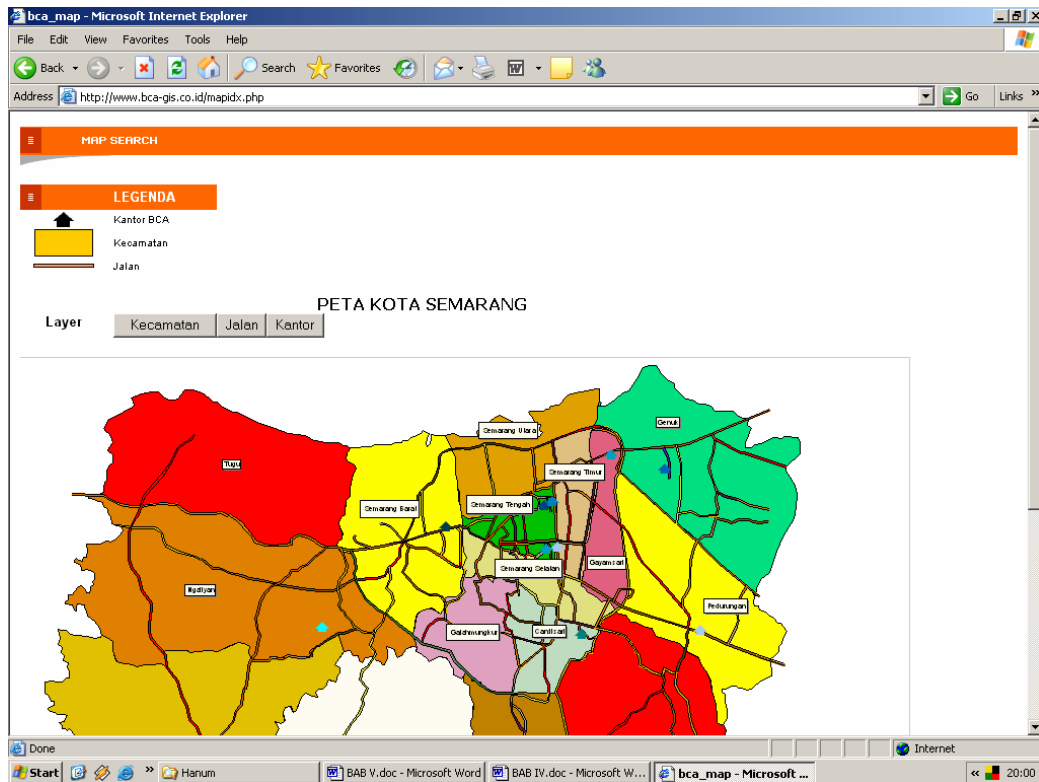 bca_map - Microsoft Internet Explorer
File Edit View Favorites Tools Help
Back Search Favorites
Address http://www.bca-gis.co.id/mapidx.php Go Links »
MAP SEARCH
LEGENDA
Kantor BCA
Kecamatan
Jalan
PETA KOTA SEMARANG
Layer Kecamatan Jalan Kantor
Genuk
Semarang Utara
Tugu
Semarang Timur
Semarang Tengah
Semarang Barat
Semarang Selatan
Gayamsari
Ngaliyan
Pedurungan
Gajahmungkur
Candisari
Done Internet
Start » Hanum BAB V.doc - Microsoft Word BAB IV.doc - Microsoft W... bca_map - Microsoft ... « 20:00